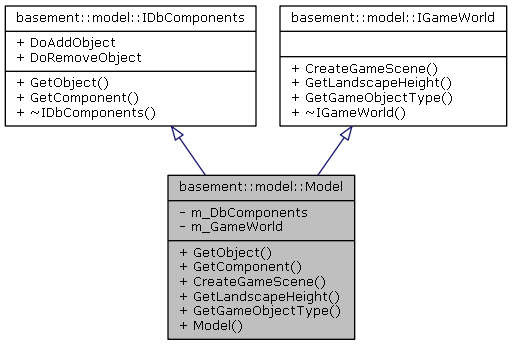 basement::model::IDbComponents
+ DoAddObject
+ DoRemoveObject
+ GetObject()
+ GetComponent()
+ ~IDbComponents()
basement::model::IGameWorld
+ CreateGameScene()
+ GetLandscapeHeight()
+ GetGameObjectType()
+ ~IGameWorld()
basement::model::Model
- m_DbComponents
- m_GameWorld
+ GetObject()
+ GetComponent()
+ CreateGameScene()
+ GetLandscapeHeight()
+ GetGameObjectType()
+ Model()